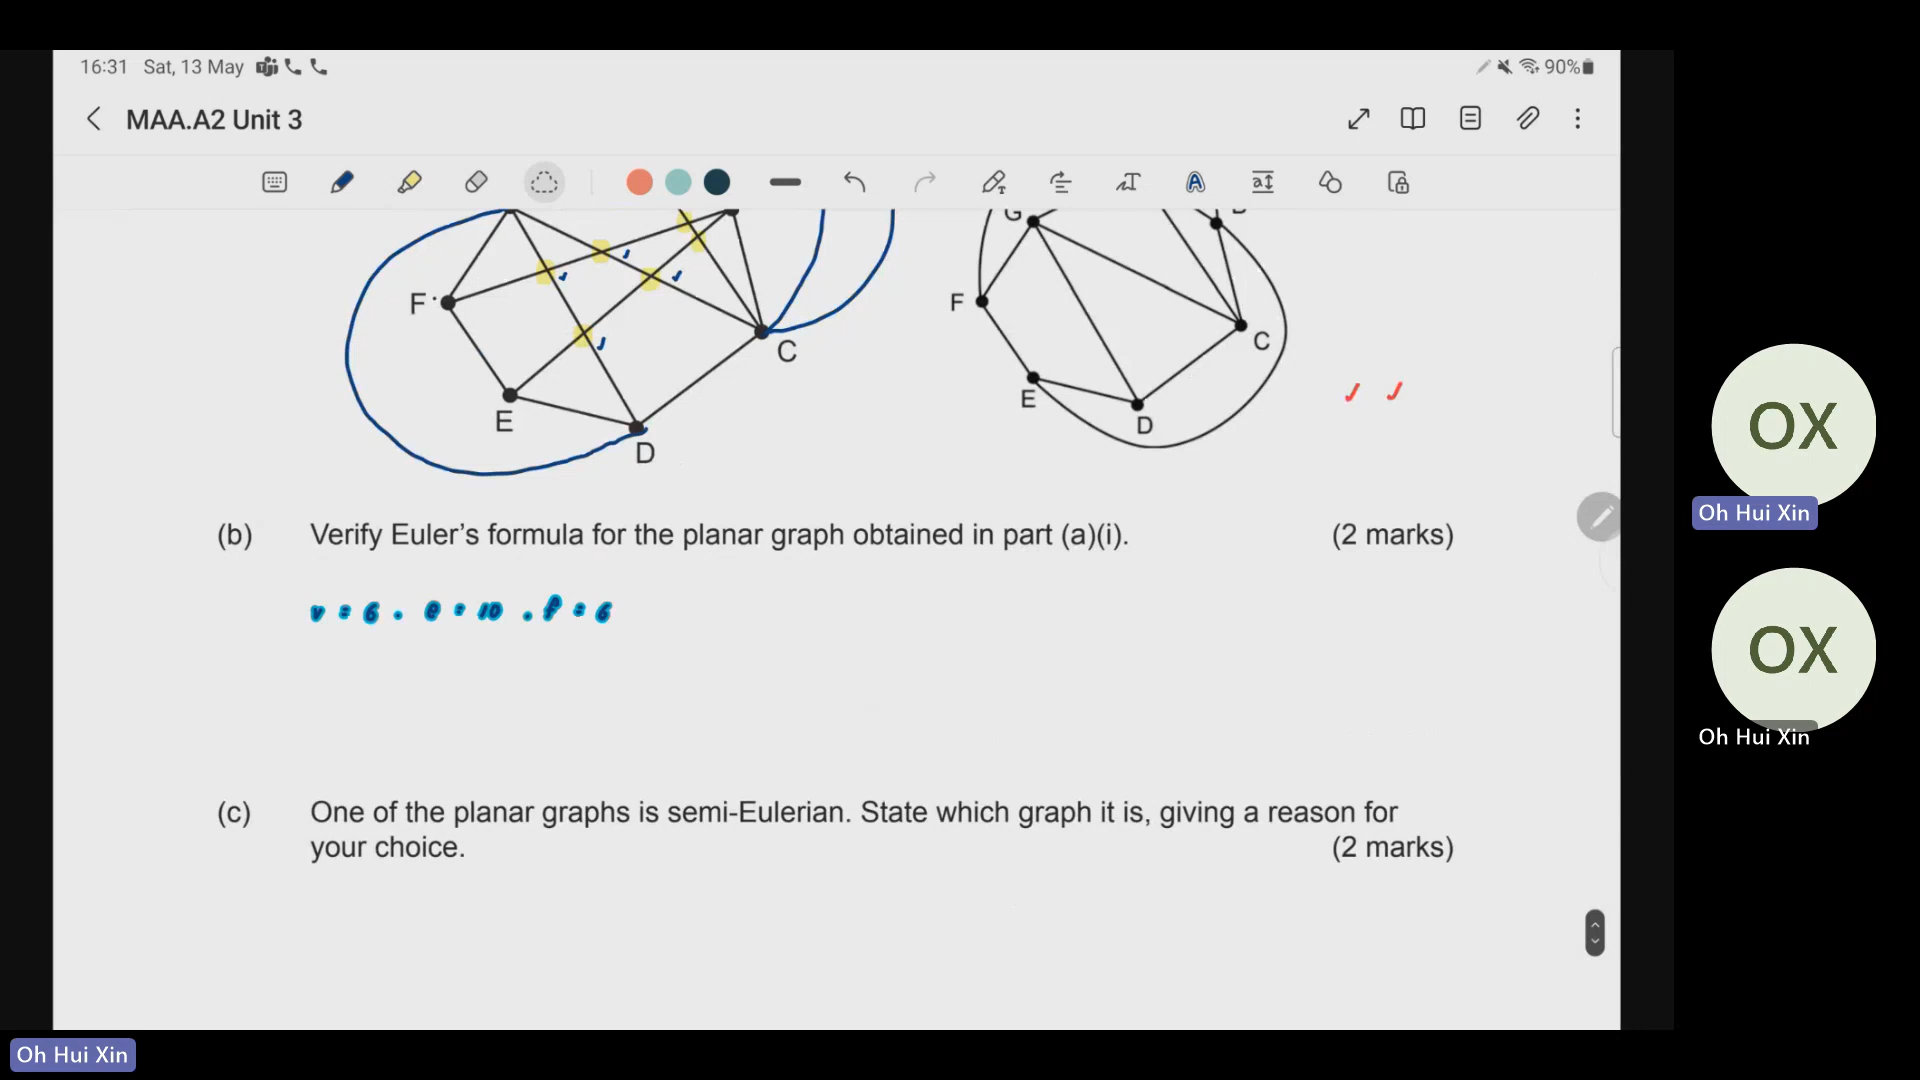 16:31 Sat, 13 May
90%
MAA.A2 Unit 3
G
F
C
E
D
F
C
E
D
(b) Verify Euler's formula for the planar graph obtained in part (a)(i). (2 marks)
v = 6 . e = 10 . f = 6
(c) One of the planar graphs is semi-Eulerian. State which graph it is, giving a reason for
your choice. (2 marks)
OX
Oh Hui Xin
OX
Oh Hui Xin
Oh Hui Xin